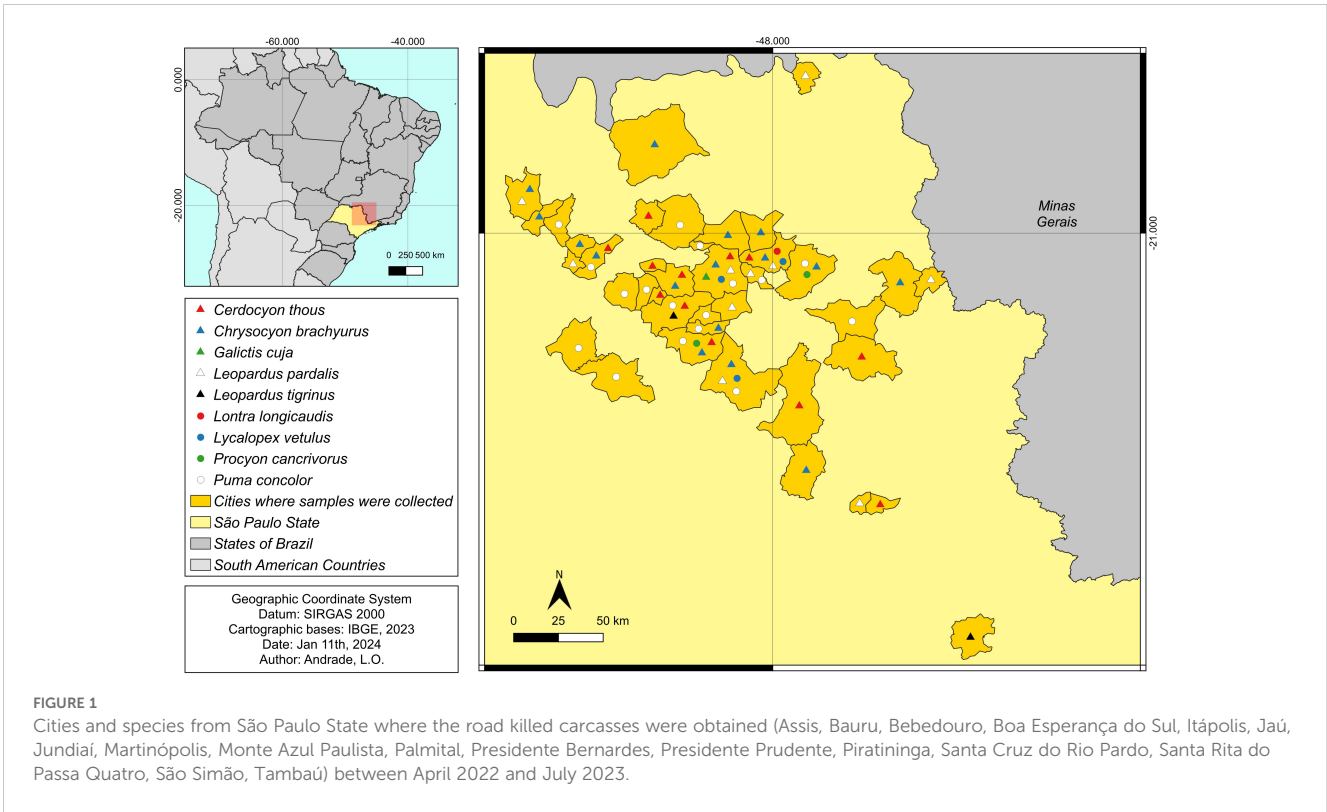 -60.000
-40.000
0.000
-20.000
0 250 500 km
-48.000
-21.000
Minas
Gerais
N
0 25 50 km
Cerdocyon thous
Chrysocyon brachyurus
Galictis cuja
Leopardus pardalis
Leopardus tigrinus
Lontra longicaudis
Lycalopex vetulus
Procyon cancrivorus
Puma concolor
Cities where samples were collected
São Paulo State
States of Brazil
South American Countries
Geographic Coordinate System
Datum: SIRGAS 2000
Cartographic bases: IBGE, 2023
Date: Jan 11th, 2024
Author: Andrade, L.O.
FIGURE 1
Cities and species from São Paulo State where the road killed carcasses were obtained (Assis, Bauru, Bebedouro, Boa Esperança do Sul, Itápolis, Jaú,
Jundiaí, Martinópolis, Monte Azul Paulista, Palmital, Presidente Bernardes, Presidente Prudente, Piratininga, Santa Cruz do Rio Pardo, Santa Rita do
Passa Quatro, São Simão, Tambaú) between April 2022 and July 2023.